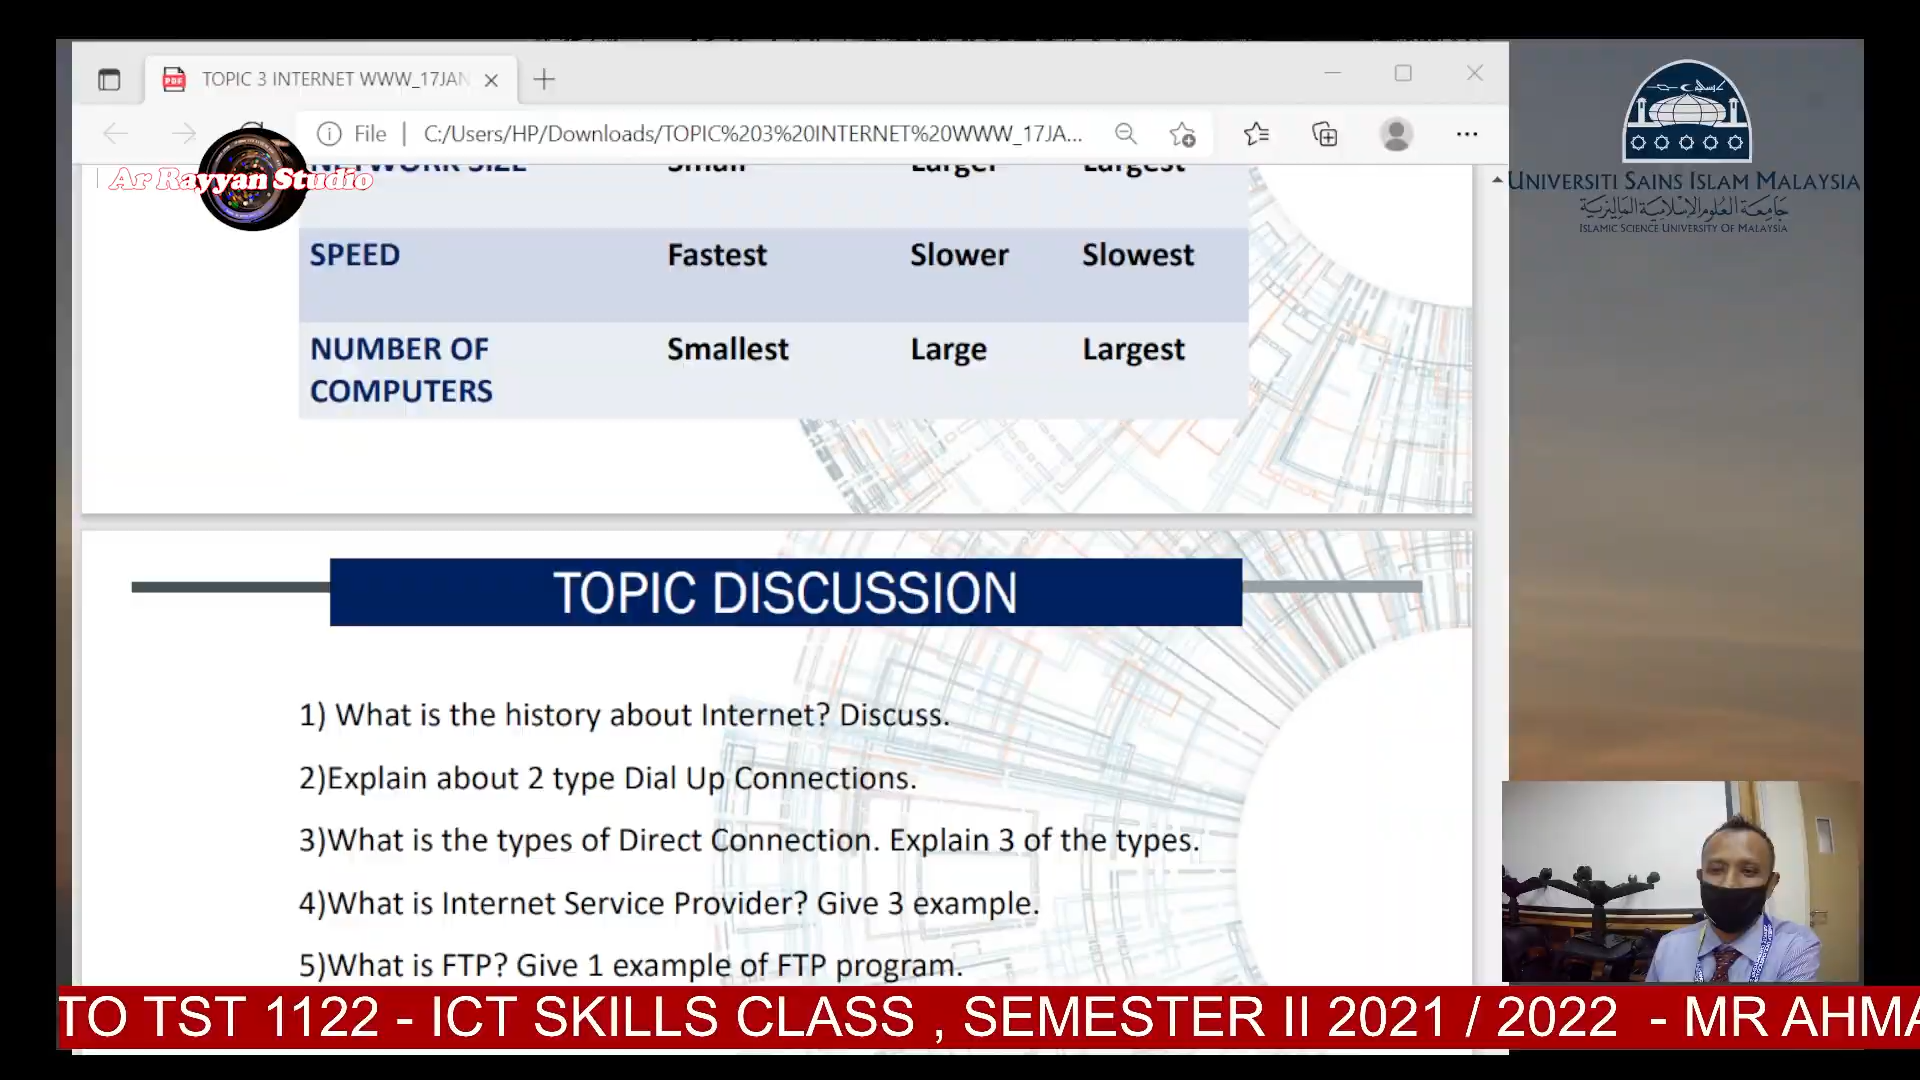 TOPIC 3 INTERNET WWW_17JAN
File
C:/Users/HP/Downloads/TOPIC%203%20INTERNET%20WWW_17JA...
Ar Rayyan Studio
NETWORK SIZE Small Larger Largest
SPEED Fastest Slower Slowest
NUMBER OF Smallest Large Largest
COMPUTERS
TOPIC DISCUSSION
1) What is the history about Internet? Discuss.
2)Explain about 2 type Dial Up Connections.
3)What is the types of Direct Connection. Explain 3 of the types.
4)What is Internet Service Provider? Give 3 example.
5)What is FTP? Give 1 example of FTP program.
UNIVERSITI SAINS ISLAM MALAYSIA
جامعة العلوم الإسلامية الماليزية
ISLAMIC SCIENCE UNIVERSITY OF MALAYSIA
TO TST 1122 - ICT SKILLS CLASS , SEMESTER II 2021 / 2022 - MR AHMA